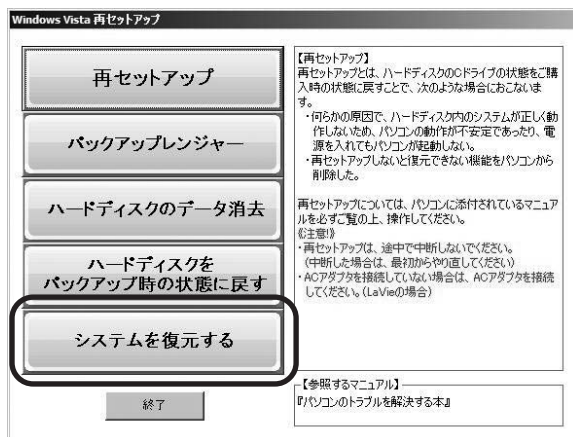 Windows Vista 再セットアップ
再セットアップ
バックアップレンジャー
ハードディスクのデータ消去
ハードディスクを
バックアップ時の状態に戻す
システムを復元する
終了
【再セットアップ】
再セットアップとは、ハードディスクのCドライブの状態をご購
入時の状態に戻すことで、次のような場合におこないま
す。
・何らかの原因で、ハードディスク内のシステムが正しく動
作しないため、パソコンの動作が不安定であったり、電
源を入れてもパソコンが起動しない。
・再セットアップしないと復元できない機能をパソコンから
削除した。
再セットアップについては、パソコンに添付されているマニュア
ルを必ずご覧の上、操作してください。
《注意!》
・再セットアップは、途中で中断しないでください。
（中断した場合は、最初からやり直してください）
・ACアダプタを接続していない場合は、ACアダプタを接続
してください。（LaVieの場合）
【参照するマニュアル】
『パソコンのトラブルを解決する本』